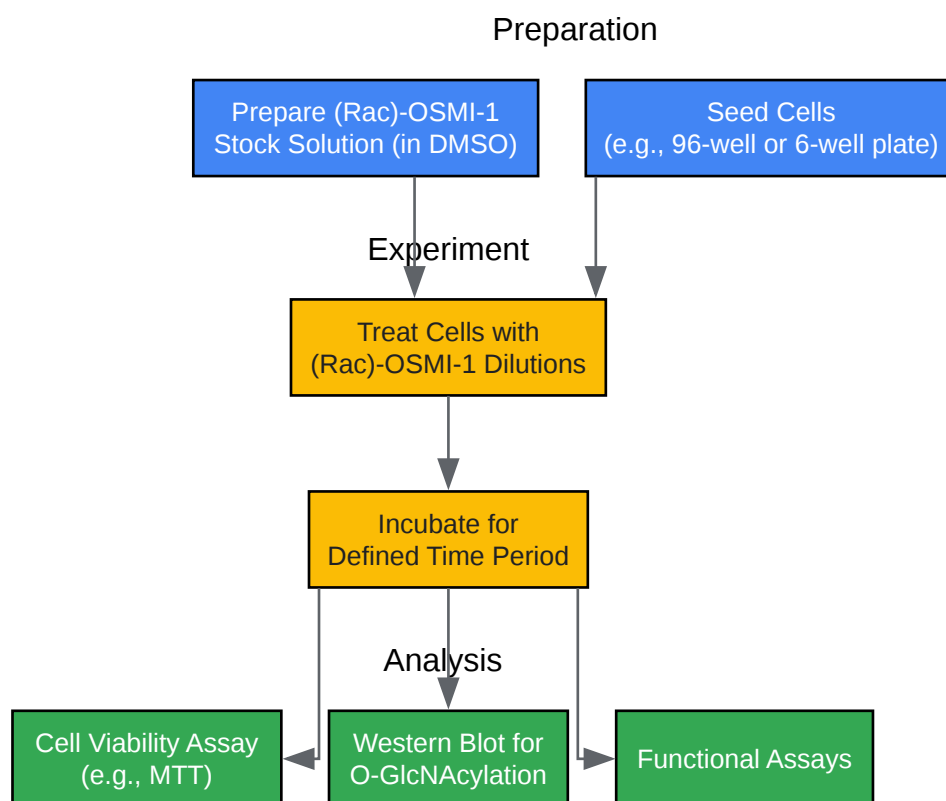 Preparation
Prepare (Rac)-OSMI-1
Stock Solution (in DMSO)
Seed Cells
(e.g., 96-well or 6-well plate)
Experiment
Treat Cells with
(Rac)-OSMI-1 Dilutions
Incubate for
Defined Time Period
Analysis
Cell Viability Assay
(e.g., MTT)
Western Blot for
O-GlcNAcylation
Functional Assays